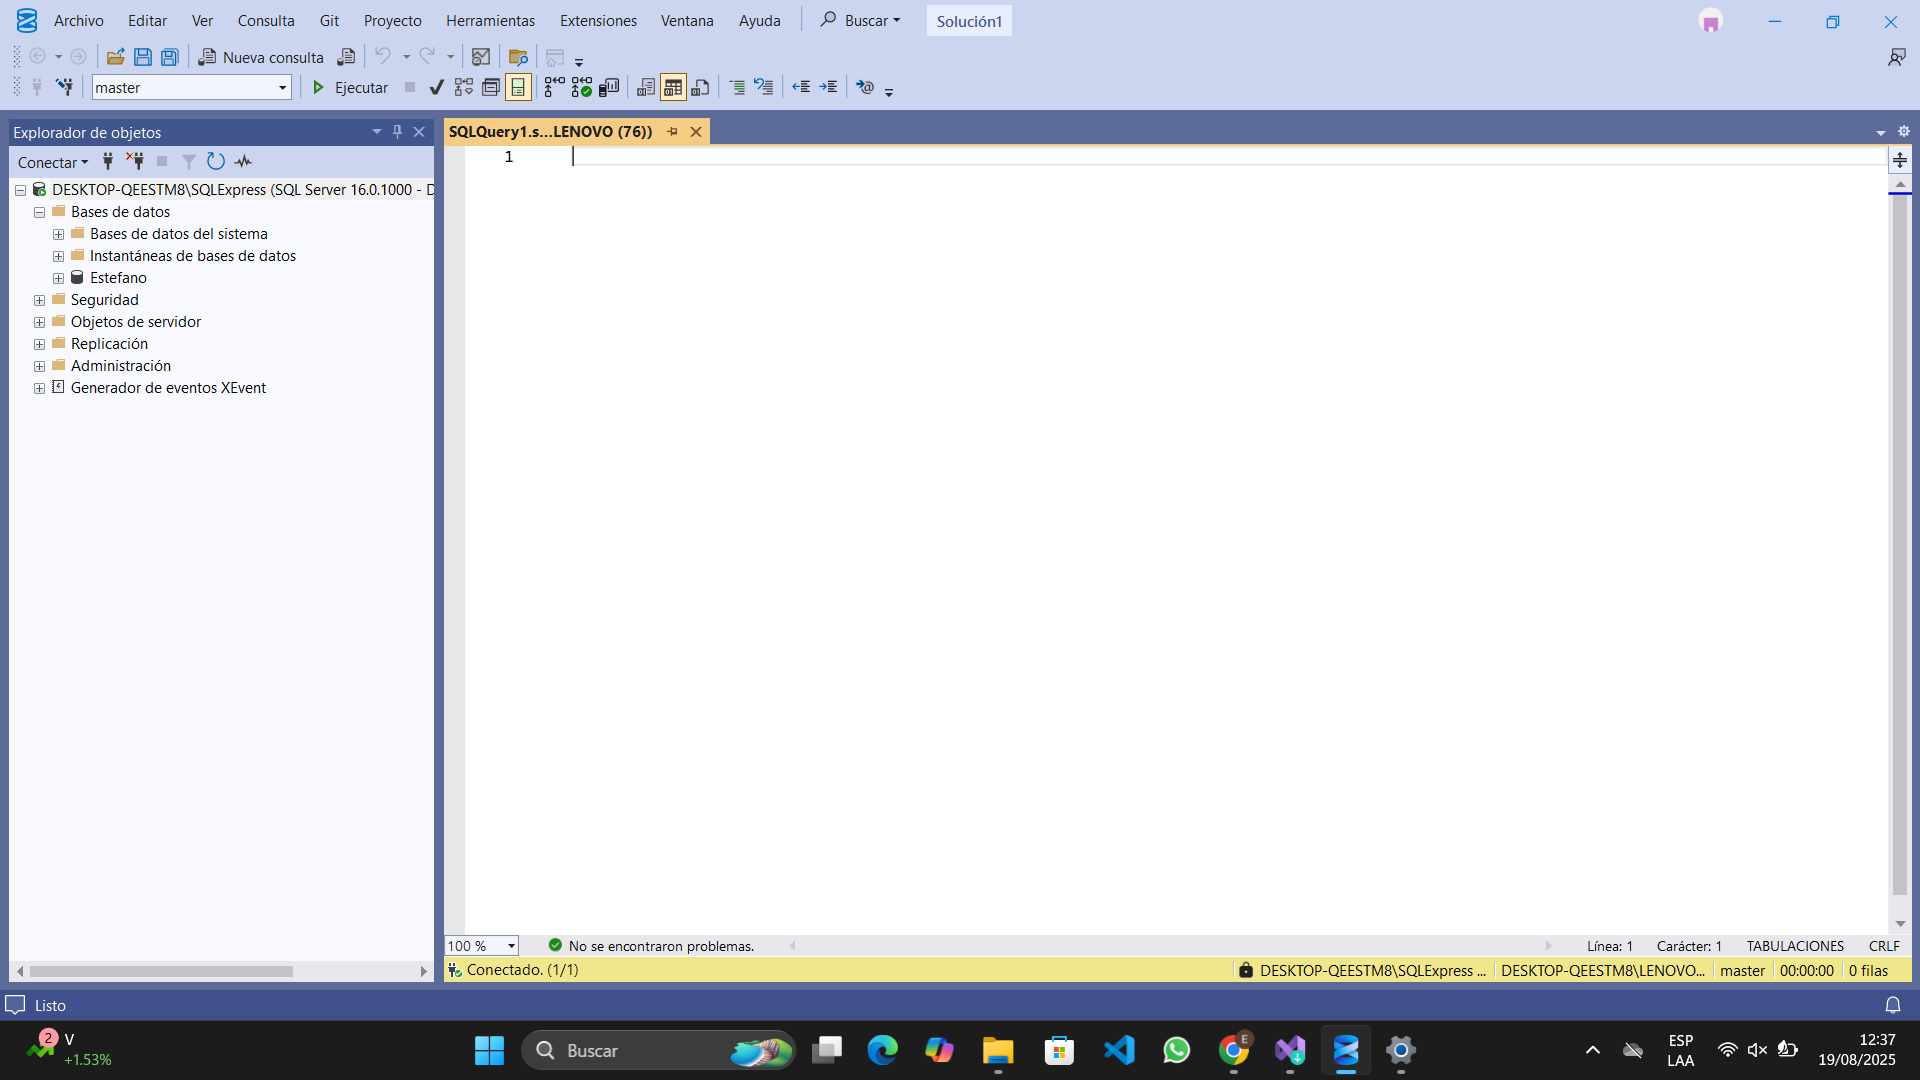 Archivo Editar Ver Consulta Git Proyecto Herramientas Extensiones Ventana Ayuda Buscar Solución1
Nueva consulta
master Ejecutar
Explorador de objetos
SQLQuery1.s...LENOVO (76))
Conectar
1
DESKTOP-QEESTM8\SQLExpress (SQL Server 16.0.1000 - D
Bases de datos
Bases de datos del sistema
Instantáneas de bases de datos
Estefano
Seguridad
Objetos de servidor
Replicación
Administración
Generador de eventos XEvent
100 % No se encontraron problemas. Línea: 1 Carácter: 1 TABULACIONES CRLF
Conectado. (1/1) DESKTOP-QEESTM8\SQLExpress ... DESKTOP-QEESTM8\LENOVO... master 00:00:00 0 filas
Listo
2 V
+1.53%
Buscar
E
ESP
LAA
12:37
19/08/2025